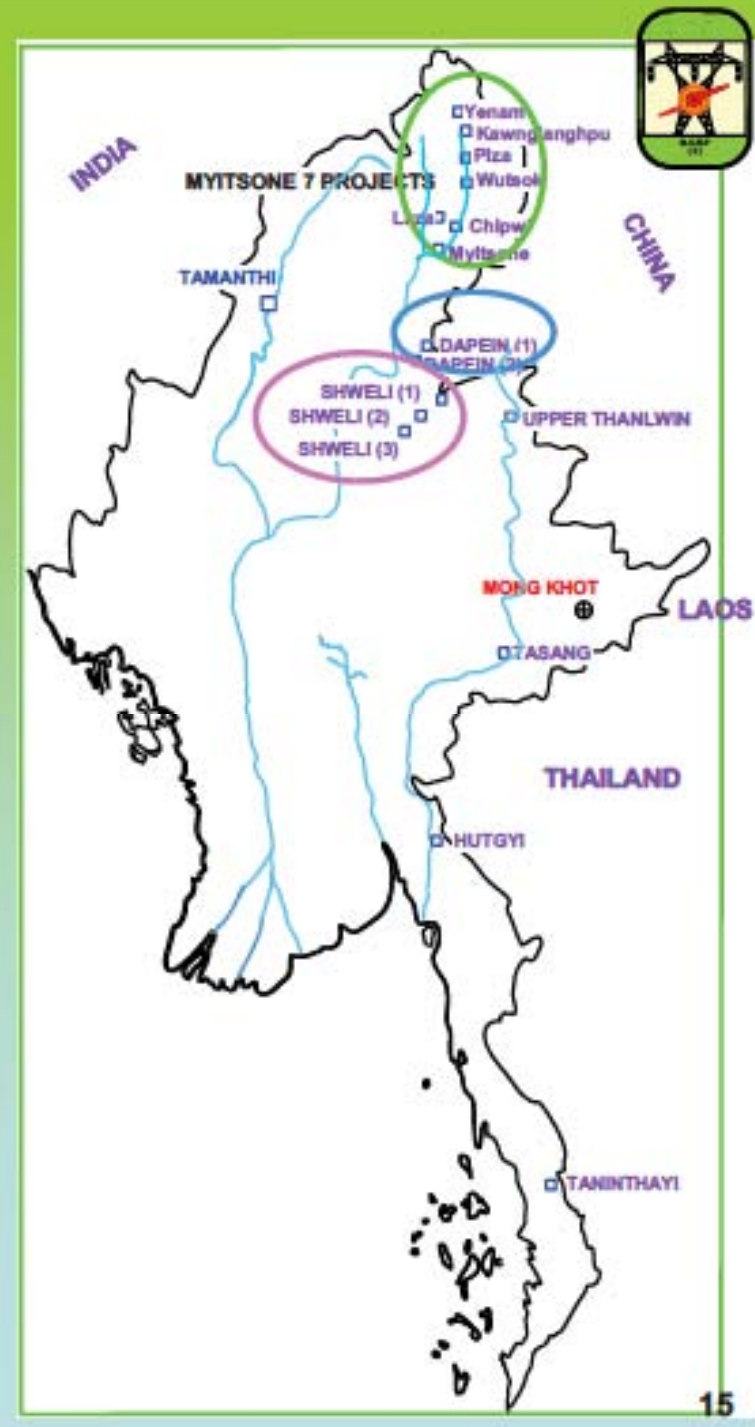 Yenam
INDIA
Kawnglanghpu
Piza
MYITSONE 7 PROJECTS
Wutsok
Chipwi
CHINA
Myitsone
TAMANTHI
DAPEIN (1)
DAPEIN (2)
SHWELI (1)
SHWELI (2)
UPPER THANLWIN
SHWELI (3)
MONG KHOT
LAOS
TASANG
THAILAND
HUTGYI
TANINTHAYI
15